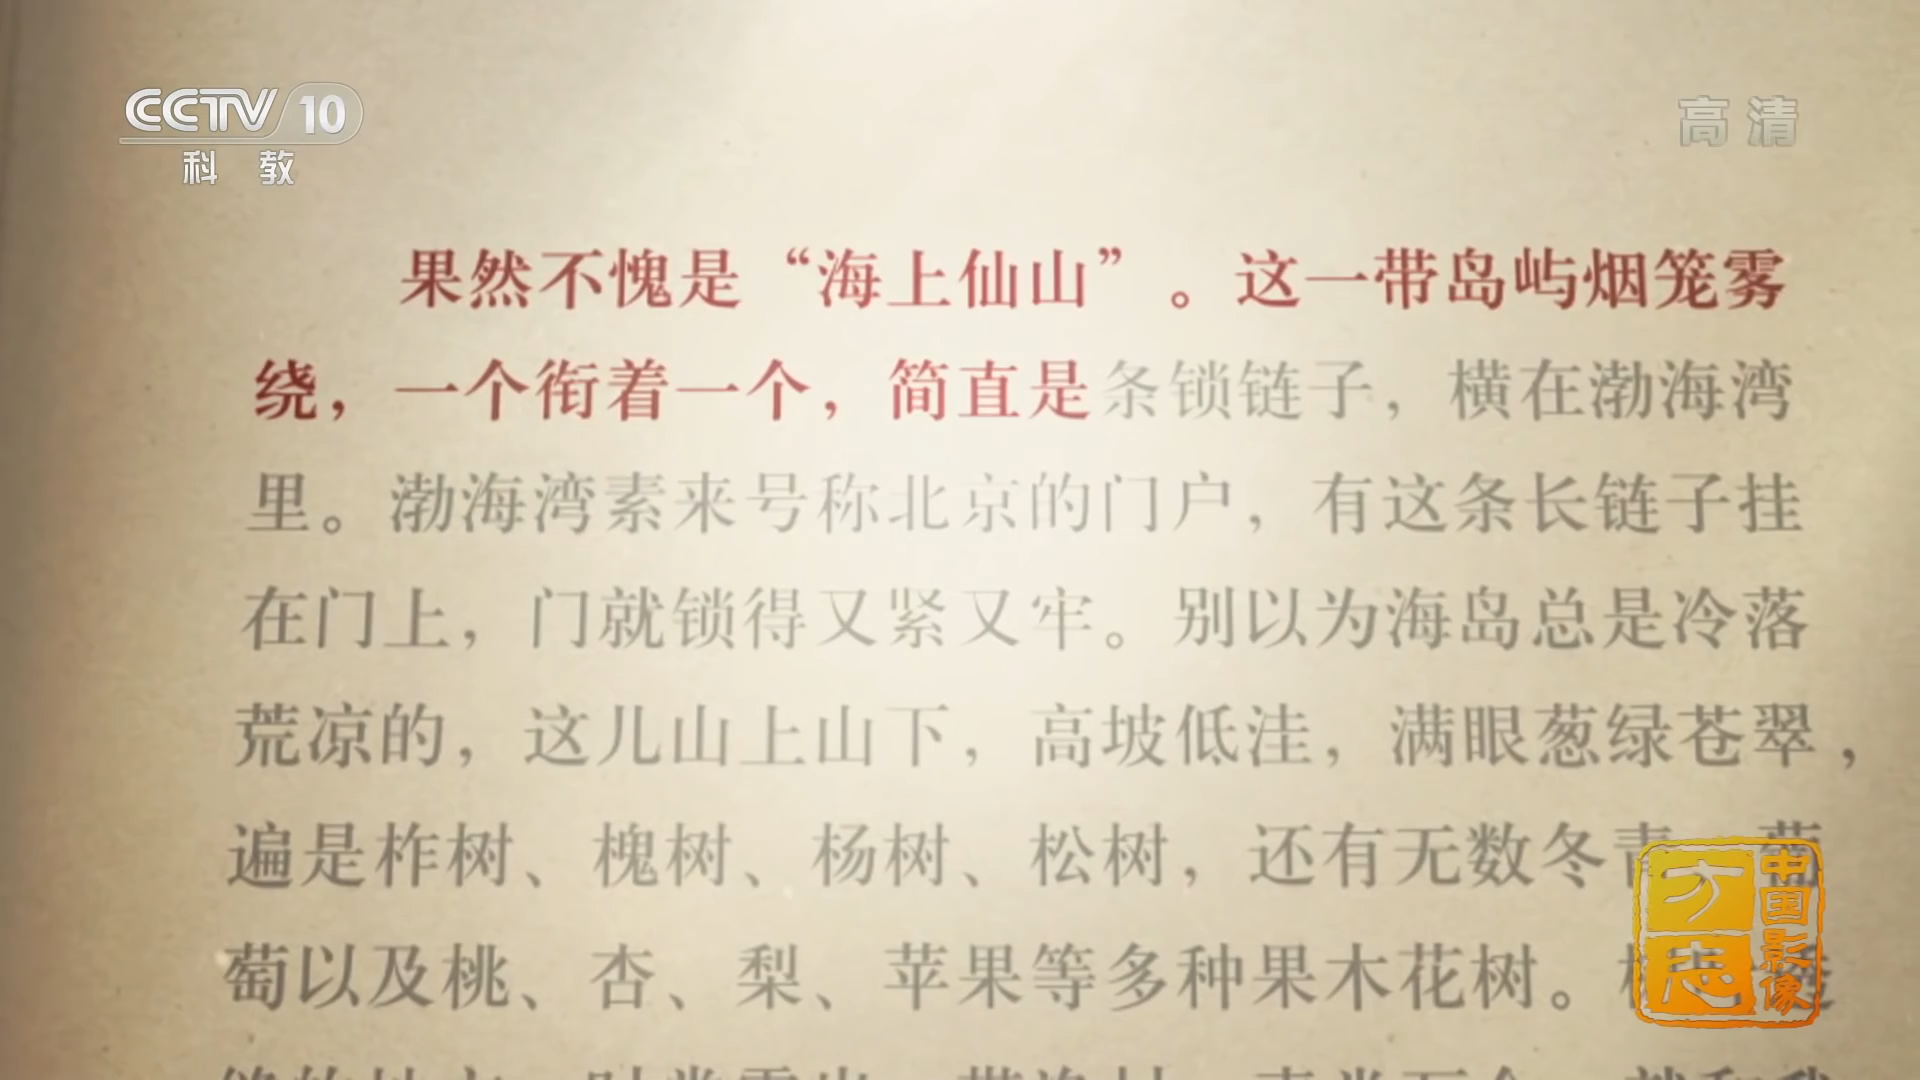 CCTV 10
科教
高清
果然不愧是“海上仙山”。这一带岛屿烟笼雾
绕，一个衔着一个，简直是条锁链子，横在渤海湾
里。渤海湾素来号称北京的门户，有这条长链子挂
在门上，门就锁得又紧又牢。别以为海岛总是冷落
荒凉的，这儿山上山下，高坡低洼，满眼葱绿苍翠，
遍是柞树、槐树、杨树、松树，还有无数冬青、葡
萄以及桃、杏、梨、苹果等多种果木花树。
中国影像
方志